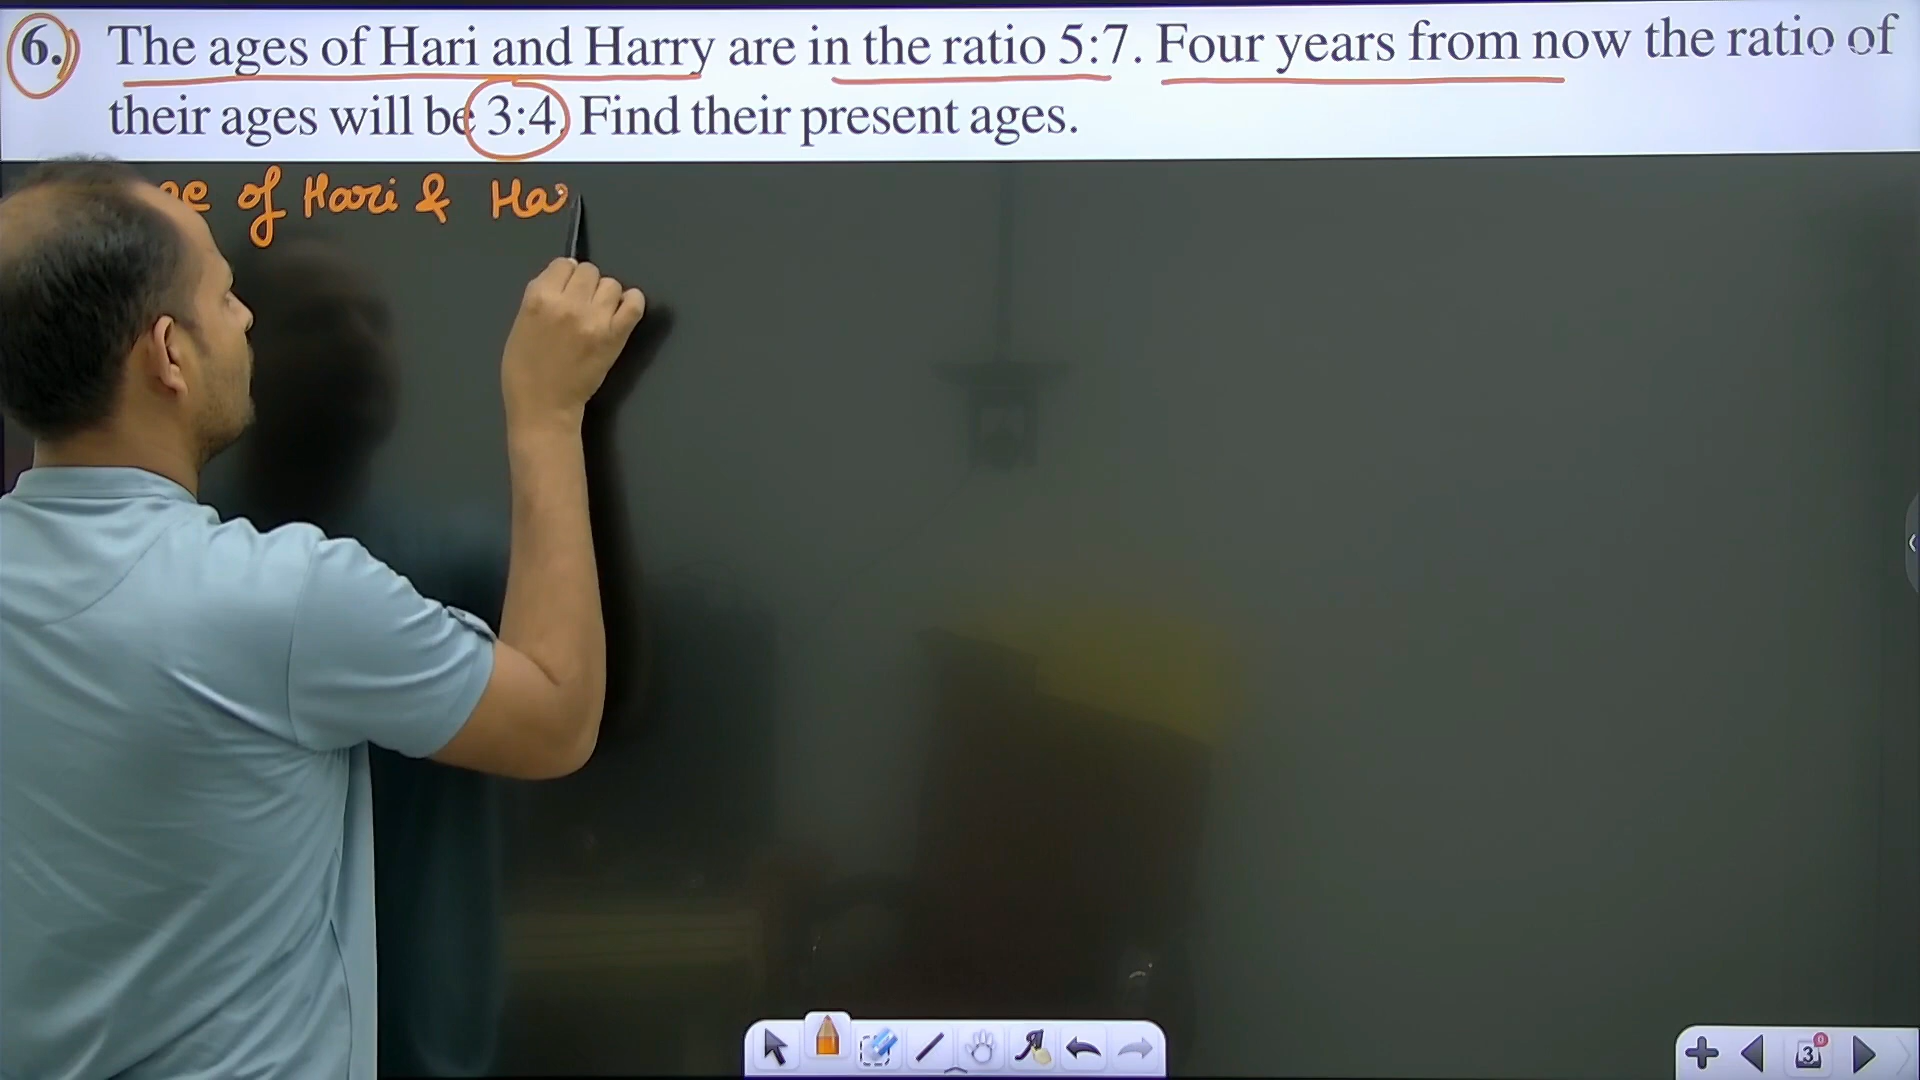 6. The ages of Hari and Harry are in the ratio 5:7. Four years from now the ratio of
their ages will be 3:4. Find their present ages.
of Hari & Ha
3